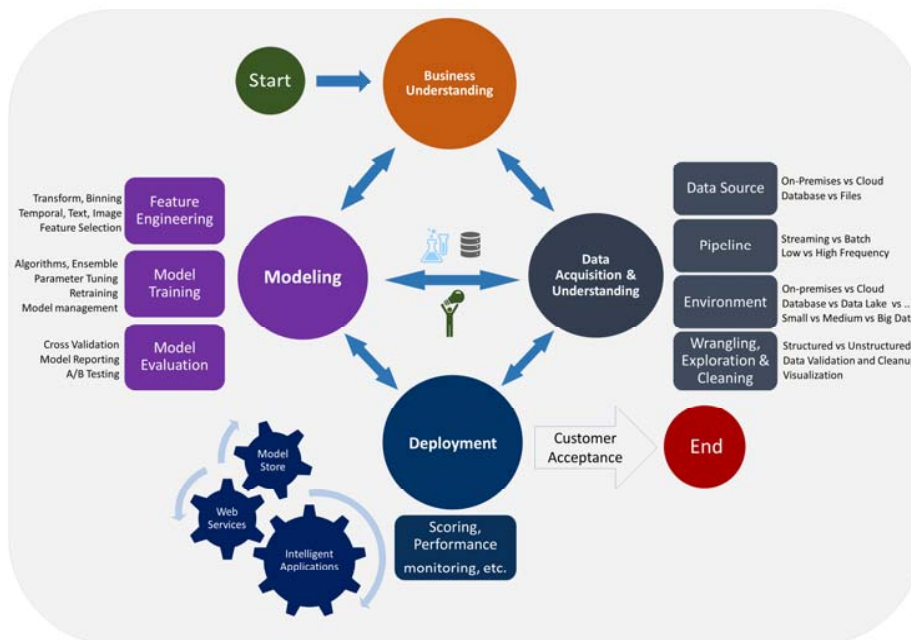 Start
Business
Understanding
Transform, Binning
Temporal, Text, Image
Feature Selection
Feature
Engineering
Algorithms, Ensemble
Parameter Tuning
Retraining
Model management
Model
Training
Cross Validation
Model Reporting
A/B Testing
Model
Evaluation
Modeling
Data
Acquisition &
Understanding
Data Source
On-Premises vs Cloud
Database vs Files
Pipeline
Streaming vs Batch
Low vs High Frequency
Environment
On-premises vs Cloud
Database vs Data Lake vs ..
Small vs Medium vs Big Dat
Wrangling,
Exploration &
Cleaning
Structured vs Unstructured
Data Validation and Cleanu
Visualization
Deployment
Customer
Acceptance
End
Scoring,
Performance
monitoring, etc.
Model
Store
Web
Services
Intelligent
Applications